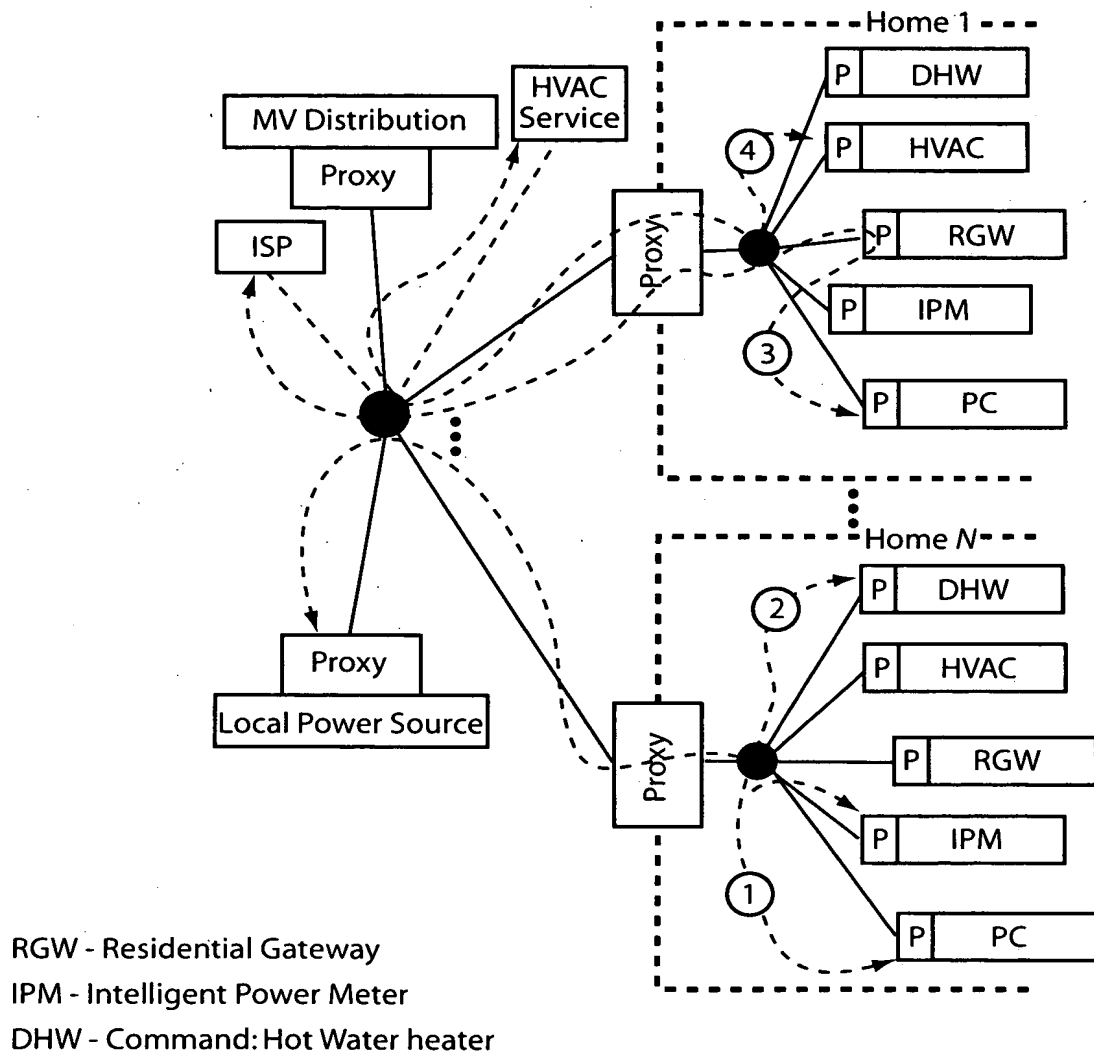 Home 1
P DHW
HVAC
Service
MV Distribution
4
P HVAC
Proxy
Proxy
ISP
P RGW
P IPM
3
P PC
Home N
P DHW
2
Proxy
P HVAC
Local Power Source
Proxy
P RGW
P IPM
1
P PC
RGW - Residential Gateway
IPM - Intelligent Power Meter
DHW - Command: Hot Water heater